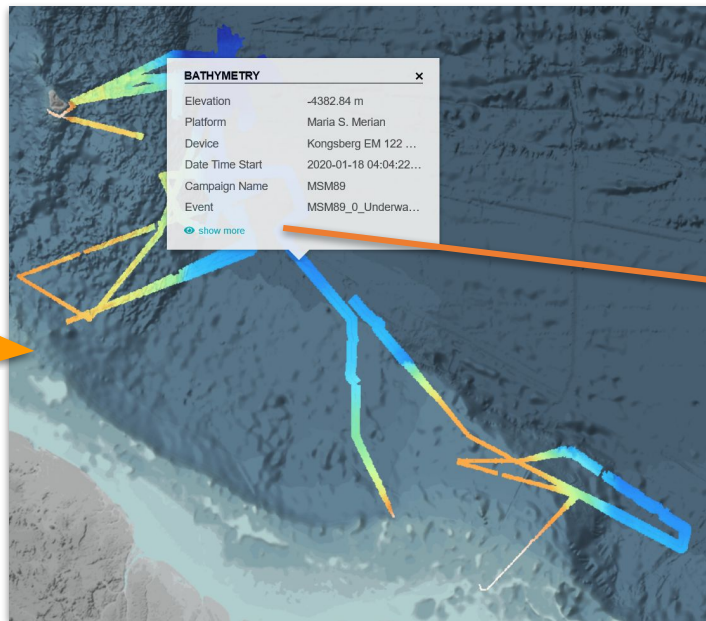 BATHYMETRY ×
Elevation -4382.84 m
Platform Maria S. Merian
Device Kongsberg EM 122 ...
Date Time Start 2020-01-18 04:04:22...
Campaign Name MSM89
Event MSM89_0_Underwa...
show more